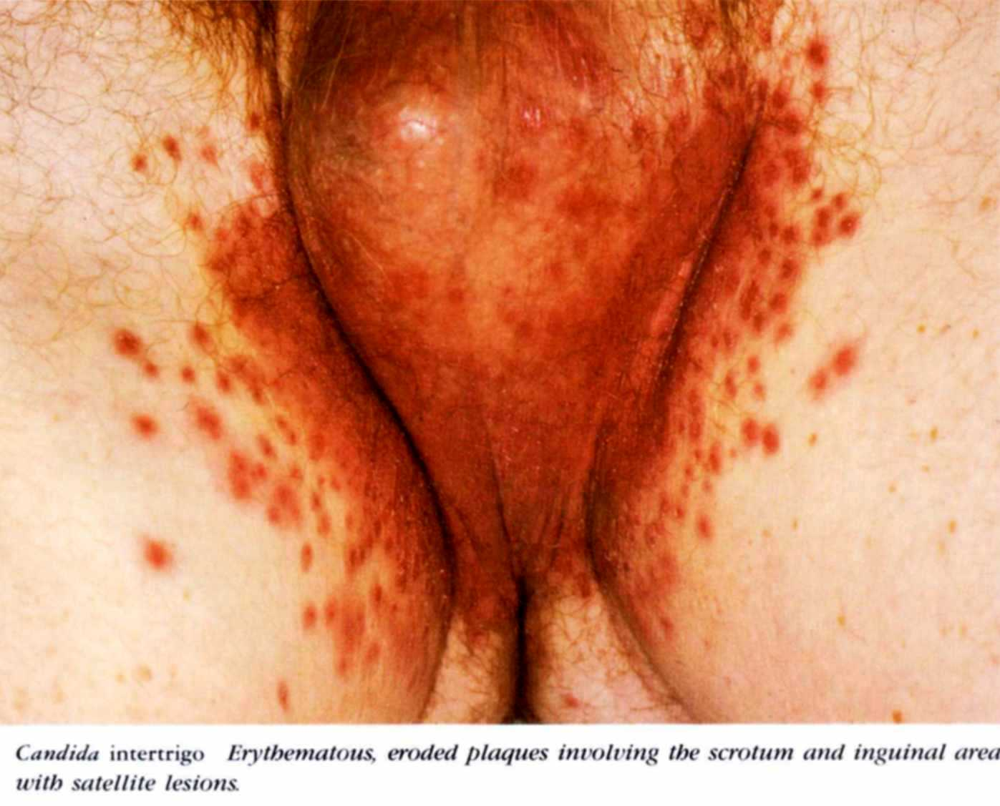 Candida intertrigo Erythematous, eroded plaques involving the scrotum and inguinal area
with satellite lesions.